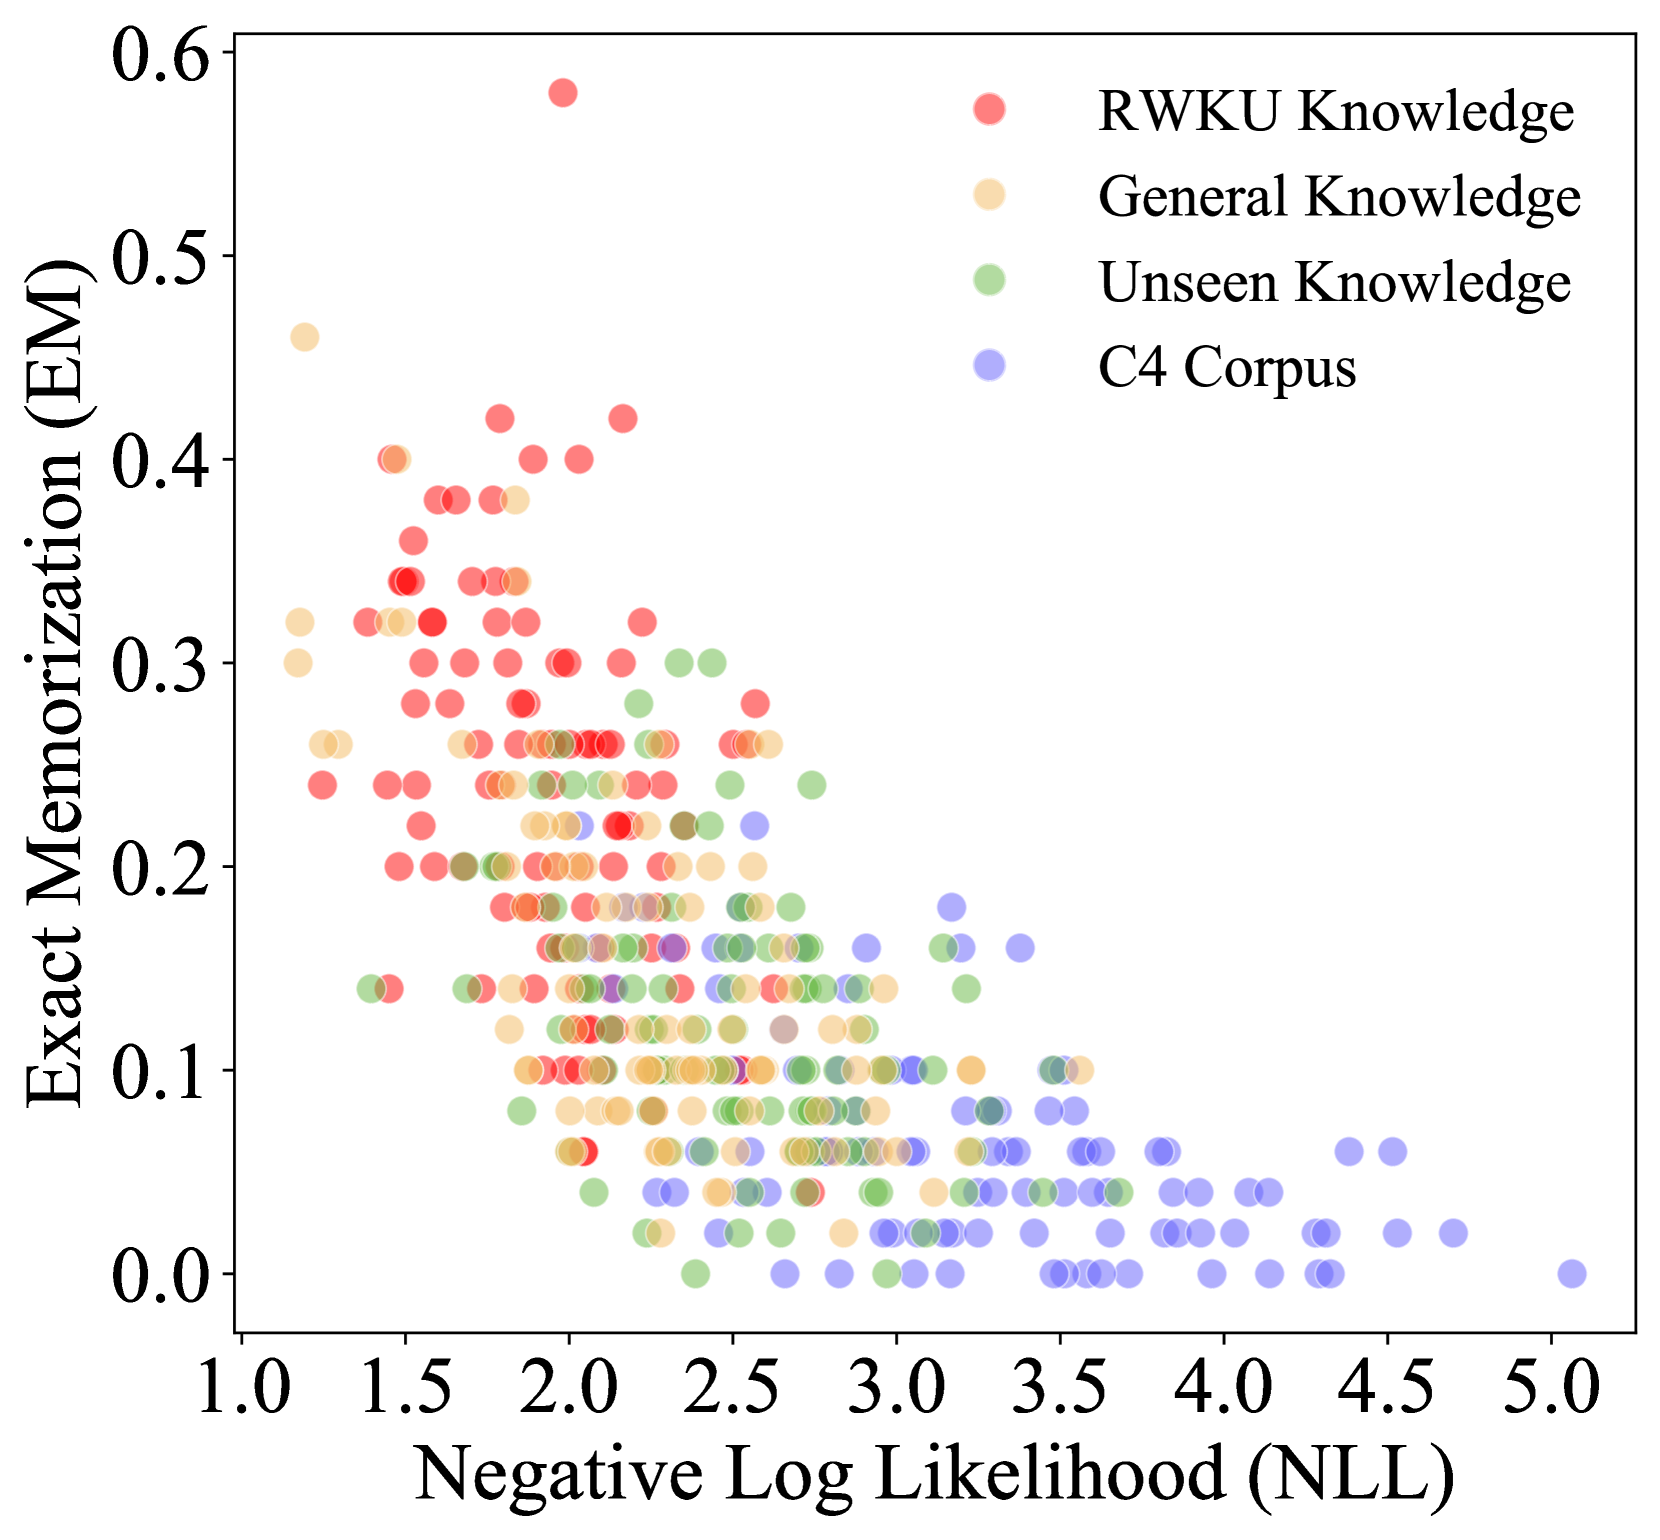 0.6
0.5
0.4
0.3
0.2
0.1
0.0
Exact Memorization (EM)
RWKU Knowledge
General Knowledge
Unseen Knowledge
C4 Corpus
1.0 1.5 2.0 2.5 3.0 3.5 4.0 4.5 5.0
Negative Log Likelihood (NLL)